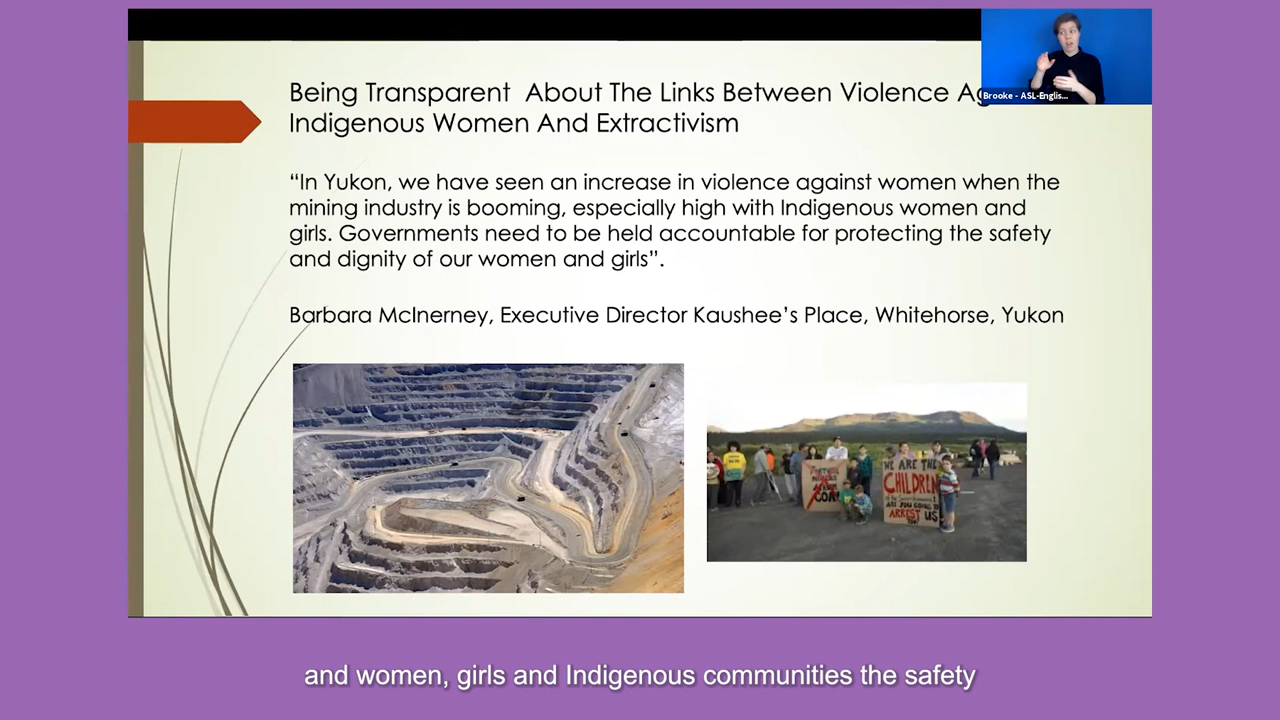 Being Transparent  About The Links Between Violence Ag
Indigenous Women And Extractivism
Brooke - ASL-Englis...
“In Yukon, we have seen an increase in violence against women when the
mining industry is booming, especially high with Indigenous women and
girls. Governments need to be held accountable for protecting the safety
and dignity of our women and girls”.
Barbara McInerney, Executive Director Kaushee’s Place, Whitehorse, Yukon
WE ARE THE
CHILDREN
ARE YOU GOING TO
ARREST US
TOO?
and women, girls and Indigenous communities the safety